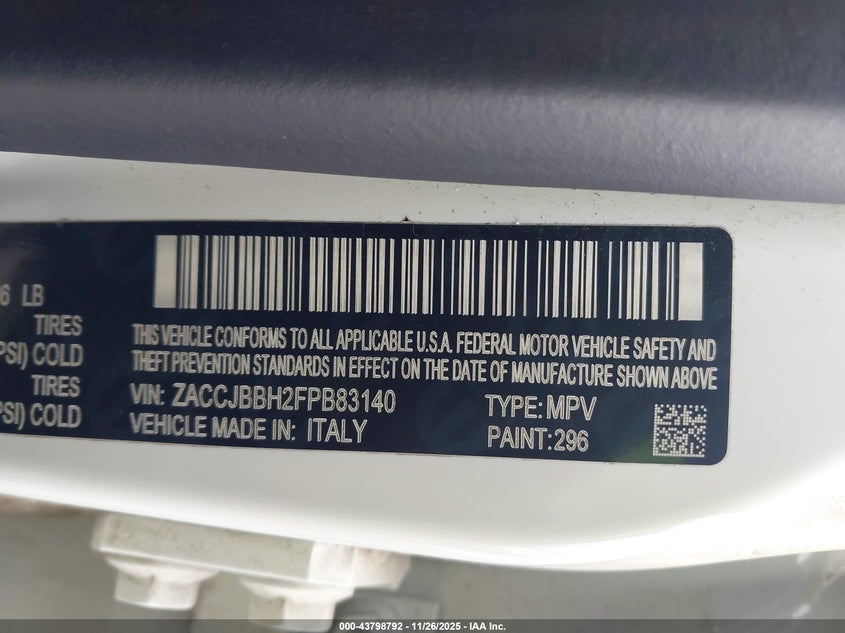 6 LB
TIRES
PSI) COLD
TIRES
PSI) COLD
THIS VEHICLE CONFORMS TO ALL APPLICABLE U.S.A. FEDERAL MOTOR VEHICLE SAFETY AND
THEFT PREVENTION STANDARDS IN EFFECT ON THE DATE OF MANUFACTURE SHOWN ABOVE
VIN: ZACCJBBH2FPB83140 TYPE: MPV
VEHICLE MADE IN: ITALY PAINT: 296
000-43798792 - 11/26/2025 - IAA Inc.